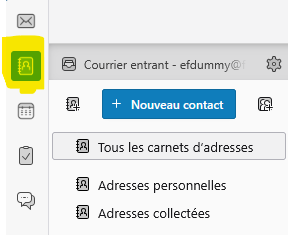 Courrier entrant - efdummy@
+ Nouveau contact
Tous les carnets d'adresses
Adresses personnelles
Adresses collectées